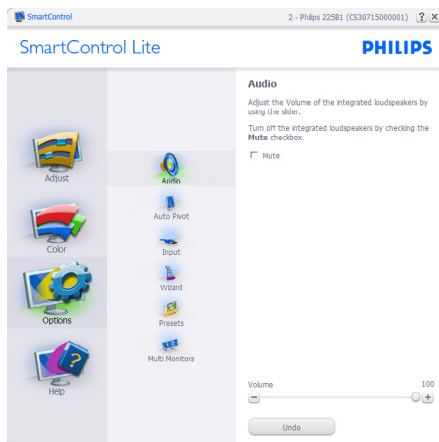 SmartControl
2 - Philips 225B1 (CS30715000001)
?
SmartControl Lite
PHILIPS
Adjust
Color
Options
Help
Audio
Auto Pivot
Input
Wizard
Presets
Multi Monitors
Audio
Adjust the Volume of the integrated loudspeakers by
using the slider.
Turn off the integrated loudspeakers by checking the
Mute checkbox.
Mute
Volume
100
Undo